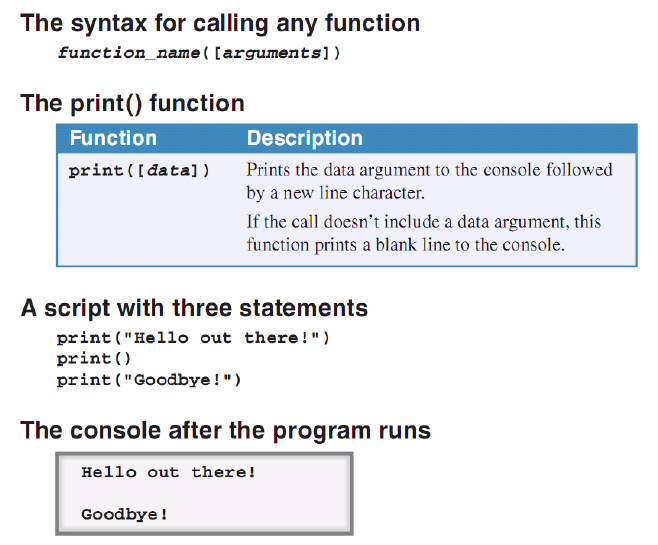 The syntax for calling any function
function_name([arguments])
The print() function
Function Description
print([data]) Prints the data argument to the console followed
by a new line character.
If the call doesn't include a data argument, this
function prints a blank line to the console.
A script with three statements
print("Hello out there!")
print()
print("Goodbye!")
The console after the program runs
Hello out there!
Goodbye!